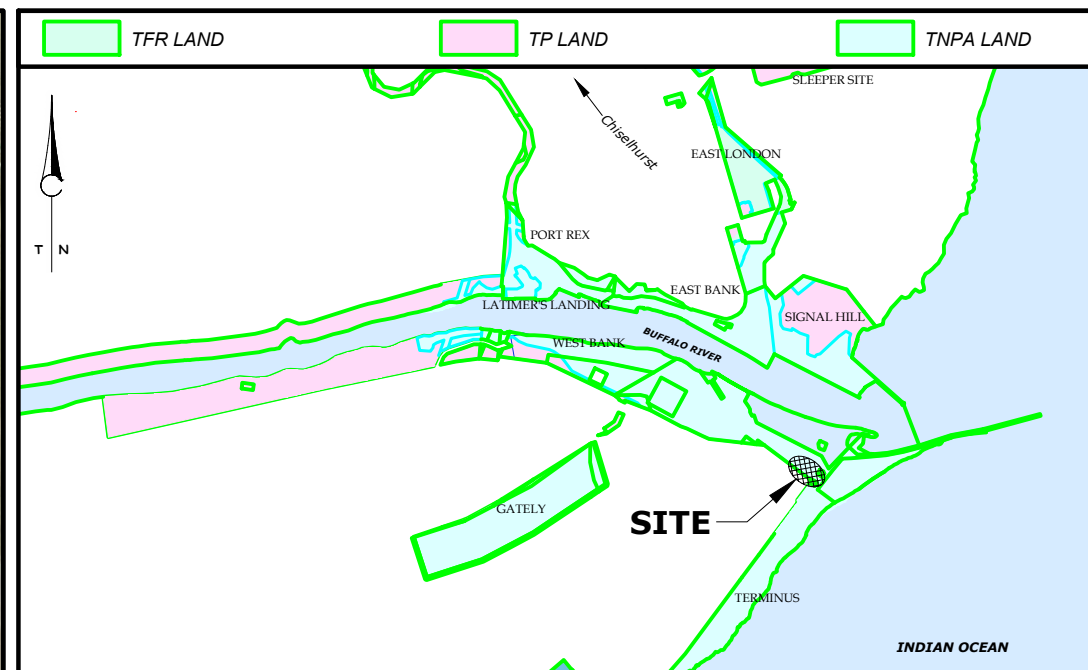 TFR LAND
TP LAND
TNPA LAND
SLEEPER SITE
Chiselhurst
EAST LONDON
T N
PORT REX
EAST BANK
LATIMER'S LANDING
SIGNAL HILL
BUFFALO RIVER
WEST BANK
GATELY
SITE
TERMINUS
INDIAN OCEAN